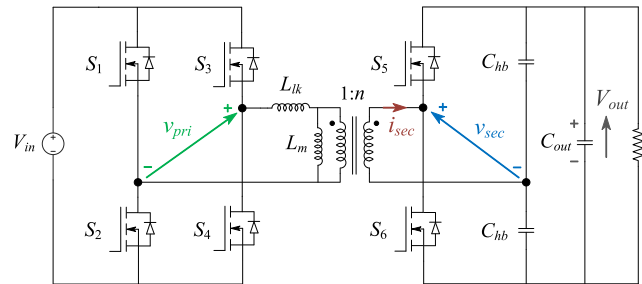 S1
S3
S5
Chb
Llk
1:n
+
+
Vout
vpri
isec
vsec
Vin
+
−
Lm
Cout
+
−
−
−
S2
S4
S6
Chb